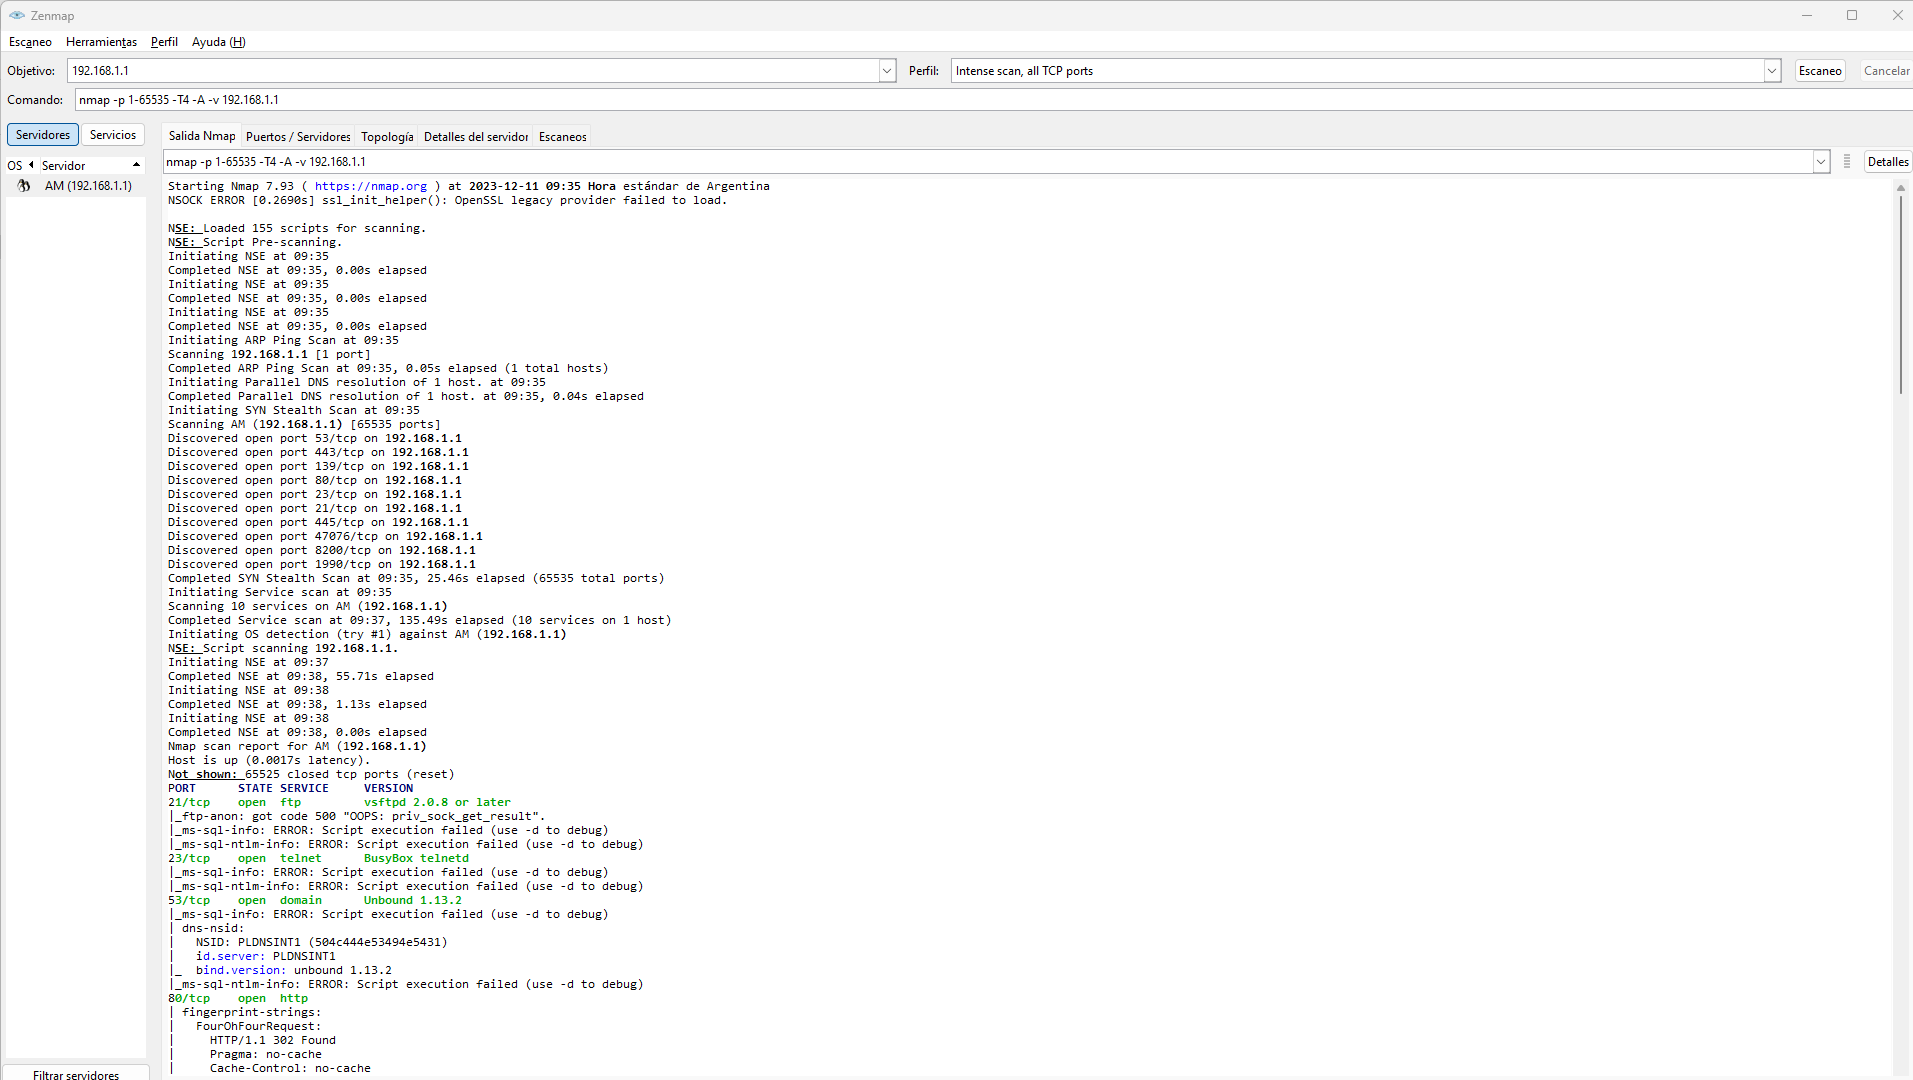 Zenmap
Escaneo Herramientas Perfil Ayuda (H)
Objetivo: 192.168.1.1 Perfil: Intense scan, all TCP ports Escaneo Cancelar
Comando: nmap -p 1-65535 -T4 -A -v 192.168.1.1
Servidores Servicios Salida Nmap Puertos / Servidores Topología Detalles del servidor Escaneos
OS Servidor nmap -p 1-65535 -T4 -A -v 192.168.1.1 Detalles
AM (192.168.1.1)
Starting Nmap 7.93 ( https://nmap.org ) at 2023-12-11 09:35 Hora estándar de Argentina
NSOCK ERROR [0.2690s] ssl_init_helper(): OpenSSL legacy provider failed to load.
NSE: Loaded 155 scripts for scanning.
NSE: Script Pre-scanning.
Initiating NSE at 09:35
Completed NSE at 09:35, 0.00s elapsed
Initiating NSE at 09:35
Completed NSE at 09:35, 0.00s elapsed
Initiating NSE at 09:35
Completed NSE at 09:35, 0.00s elapsed
Initiating ARP Ping Scan at 09:35
Scanning 192.168.1.1 [1 port]
Completed ARP Ping Scan at 09:35, 0.05s elapsed (1 total hosts)
Initiating Parallel DNS resolution of 1 host. at 09:35
Completed Parallel DNS resolution of 1 host. at 09:35, 0.04s elapsed
Initiating SYN Stealth Scan at 09:35
Scanning AM (192.168.1.1) [65535 ports]
Discovered open port 53/tcp on 192.168.1.1
Discovered open port 443/tcp on 192.168.1.1
Discovered open port 139/tcp on 192.168.1.1
Discovered open port 80/tcp on 192.168.1.1
Discovered open port 23/tcp on 192.168.1.1
Discovered open port 21/tcp on 192.168.1.1
Discovered open port 445/tcp on 192.168.1.1
Discovered open port 47076/tcp on 192.168.1.1
Discovered open port 8200/tcp on 192.168.1.1
Discovered open port 1990/tcp on 192.168.1.1
Completed SYN Stealth Scan at 09:35, 25.46s elapsed (65535 total ports)
Initiating Service scan at 09:35
Scanning 10 services on AM (192.168.1.1)
Completed Service scan at 09:37, 135.49s elapsed (10 services on 1 host)
Initiating OS detection (try #1) against AM (192.168.1.1)
NSE: Script scanning 192.168.1.1.
Initiating NSE at 09:37
Completed NSE at 09:38, 55.71s elapsed
Initiating NSE at 09:38
Completed NSE at 09:38, 1.13s elapsed
Initiating NSE at 09:38
Completed NSE at 09:38, 0.00s elapsed
Nmap scan report for AM (192.168.1.1)
Host is up (0.0017s latency).
Not shown: 65525 closed tcp ports (reset)
PORT STATE SERVICE VERSION
21/tcp open ftp vsftpd 2.0.8 or later
|_ftp-anon: got code 500 "OOPS: priv_sock_get_result".
|_ms-sql-info: ERROR: Script execution failed (use -d to debug)
|_ms-sql-ntlm-info: ERROR: Script execution failed (use -d to debug)
23/tcp open telnet BusyBox telnetd
|_ms-sql-info: ERROR: Script execution failed (use -d to debug)
|_ms-sql-ntlm-info: ERROR: Script execution failed (use -d to debug)
53/tcp open domain Unbound 1.13.2
|_ms-sql-info: ERROR: Script execution failed (use -d to debug)
| dns-nsid:
| NSID: PLDNSINT1 (504c444e53494e5431)
| id.server: PLDNSINT1
|_ bind.version: unbound 1.13.2
|_ms-sql-ntlm-info: ERROR: Script execution failed (use -d to debug)
80/tcp open http
| fingerprint-strings:
| FourOhFourRequest:
| HTTP/1.1 302 Found
| Pragma: no-cache
| Cache-Control: no-cache
Filtrar servidores